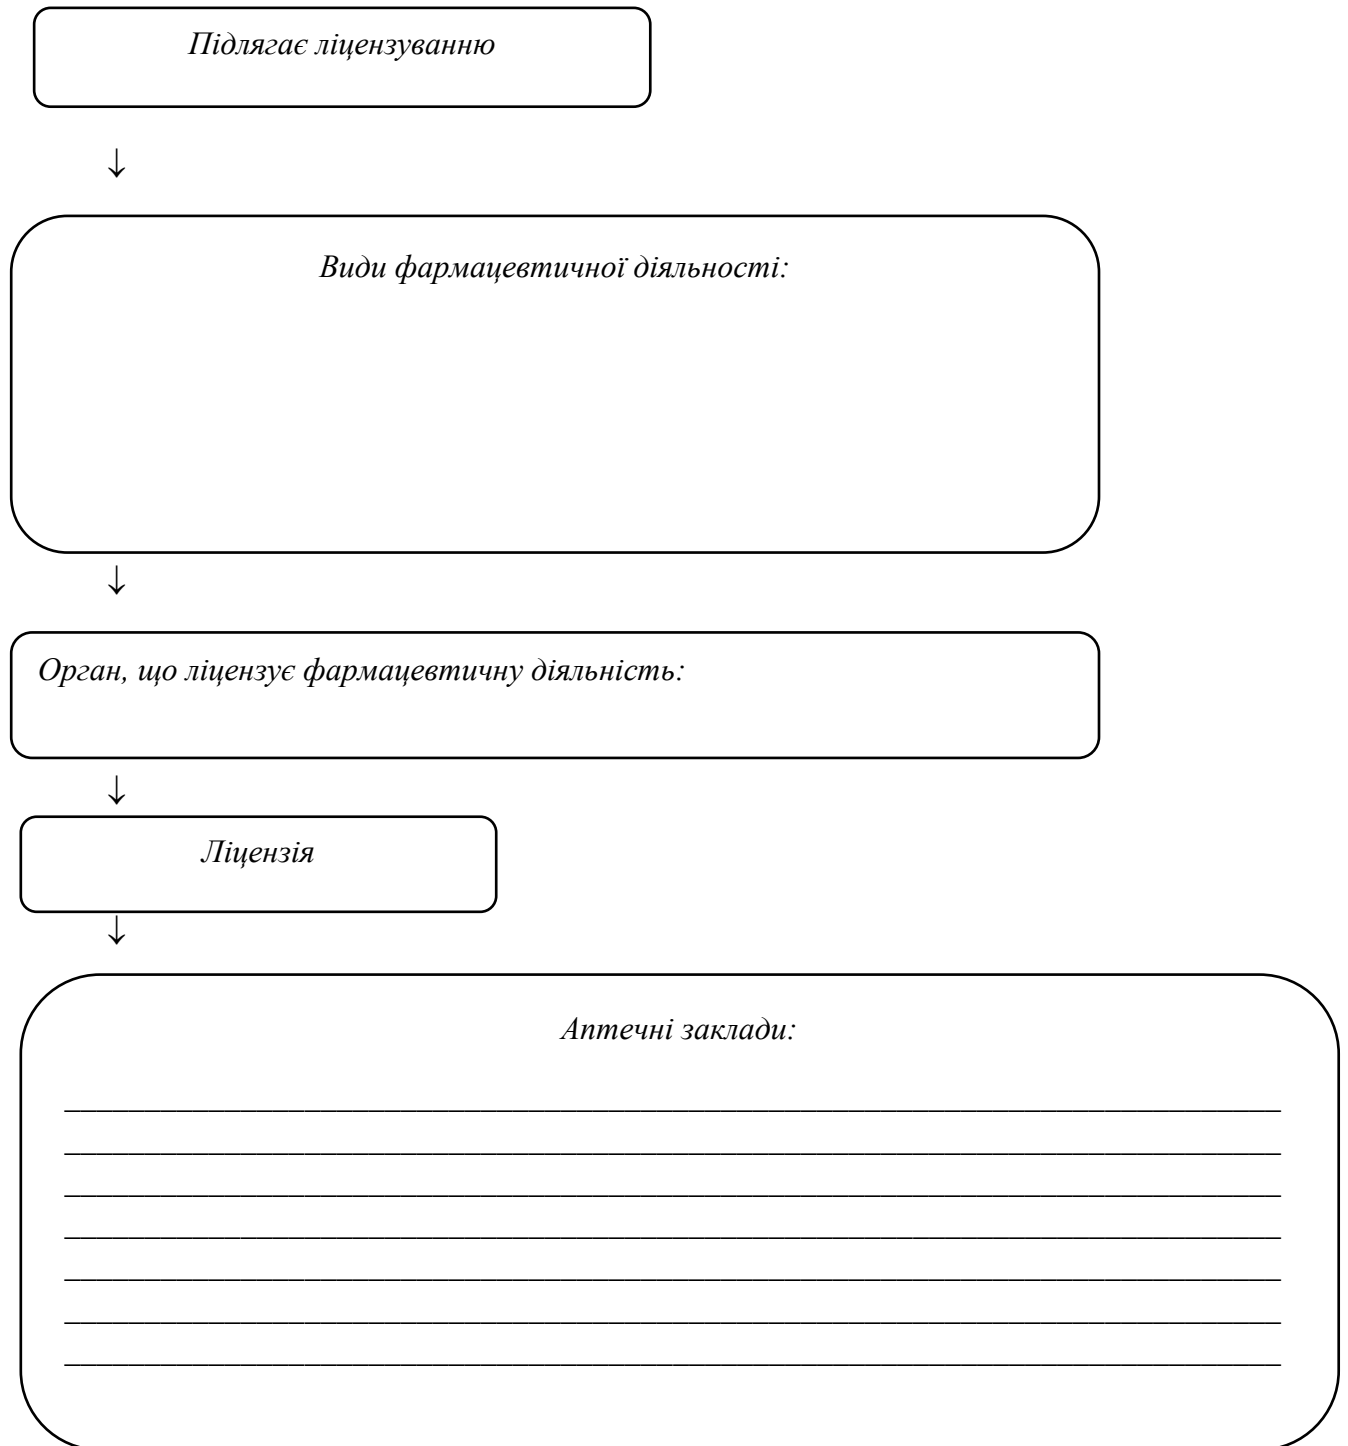 Підлягає ліцензуванню
↓
Види фармацевтичної діяльності:
↓
Орган, що ліцензує фармацевтичну діяльність:
↓
Ліцензія
↓
Аптечні заклади: